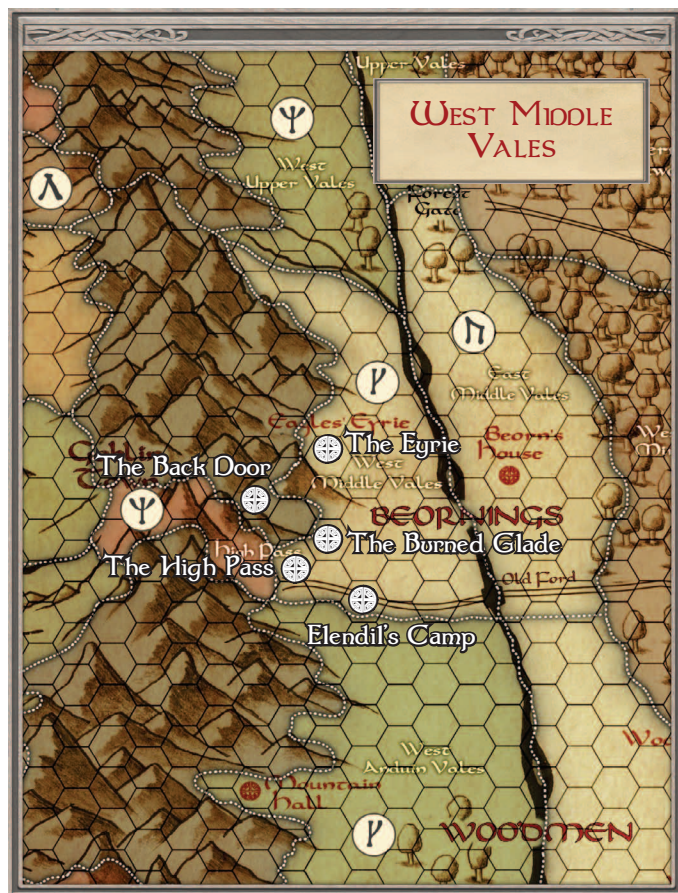 Upper Vales
West Middle
Vales
West
Upper Vales
Forest
Gate
East
Middle Vales
Eagles' Eyrie
The Eyrie
Beorn's
House
Goblin
Town
The Back Door
West
Middle Vales
BEORNINGS
The Burned Glade
High Pass
The High Pass
Old Ford
Elendil's Camp
West
Anduin Vales
Mountain
Hall
WOODMEN